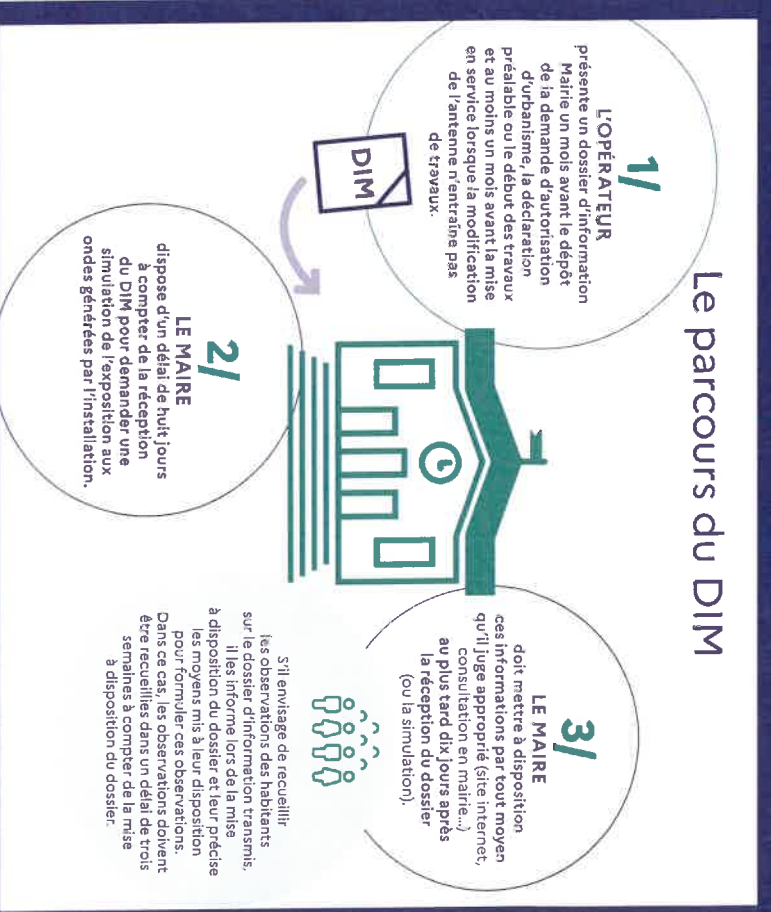 Le parcours du DIM
1/
L'OPÉRATEUR
présente un dossier d'information
Mairie un mois avant le dépôt
de la demande d'autorisation
d'urbanisme, la déclaration
préalable ou le début des travaux
et au moins un mois avant la mise
en service lorsque la modification
de l'antenne n'entraîne pas
de travaux.
DIM
2/
LE MAIRE
dispose d'un délai de huit jours
à compter de la réception
du DIM pour demander une
simulation de l'exposition aux
ondes générées par l'installation.
3/
LE MAIRE
doit mettre à disposition
ces informations par tout moyen
qu'il juge approprié (site internet,
consultation en mairie...)
au plus tard dix jours après
la réception du dossier
(ou la simulation).
S'il envisage de recueillir
les observations des habitants
sur le dossier d'information transmis,
il les informe lors de la mise
à disposition du dossier et leur précise
les moyens mis à leur disposition
pour formuler ces observations.
Dans ce cas, les observations doivent
être recueillies dans un délai de trois
semaines à compter de la mise
à disposition du dossier.